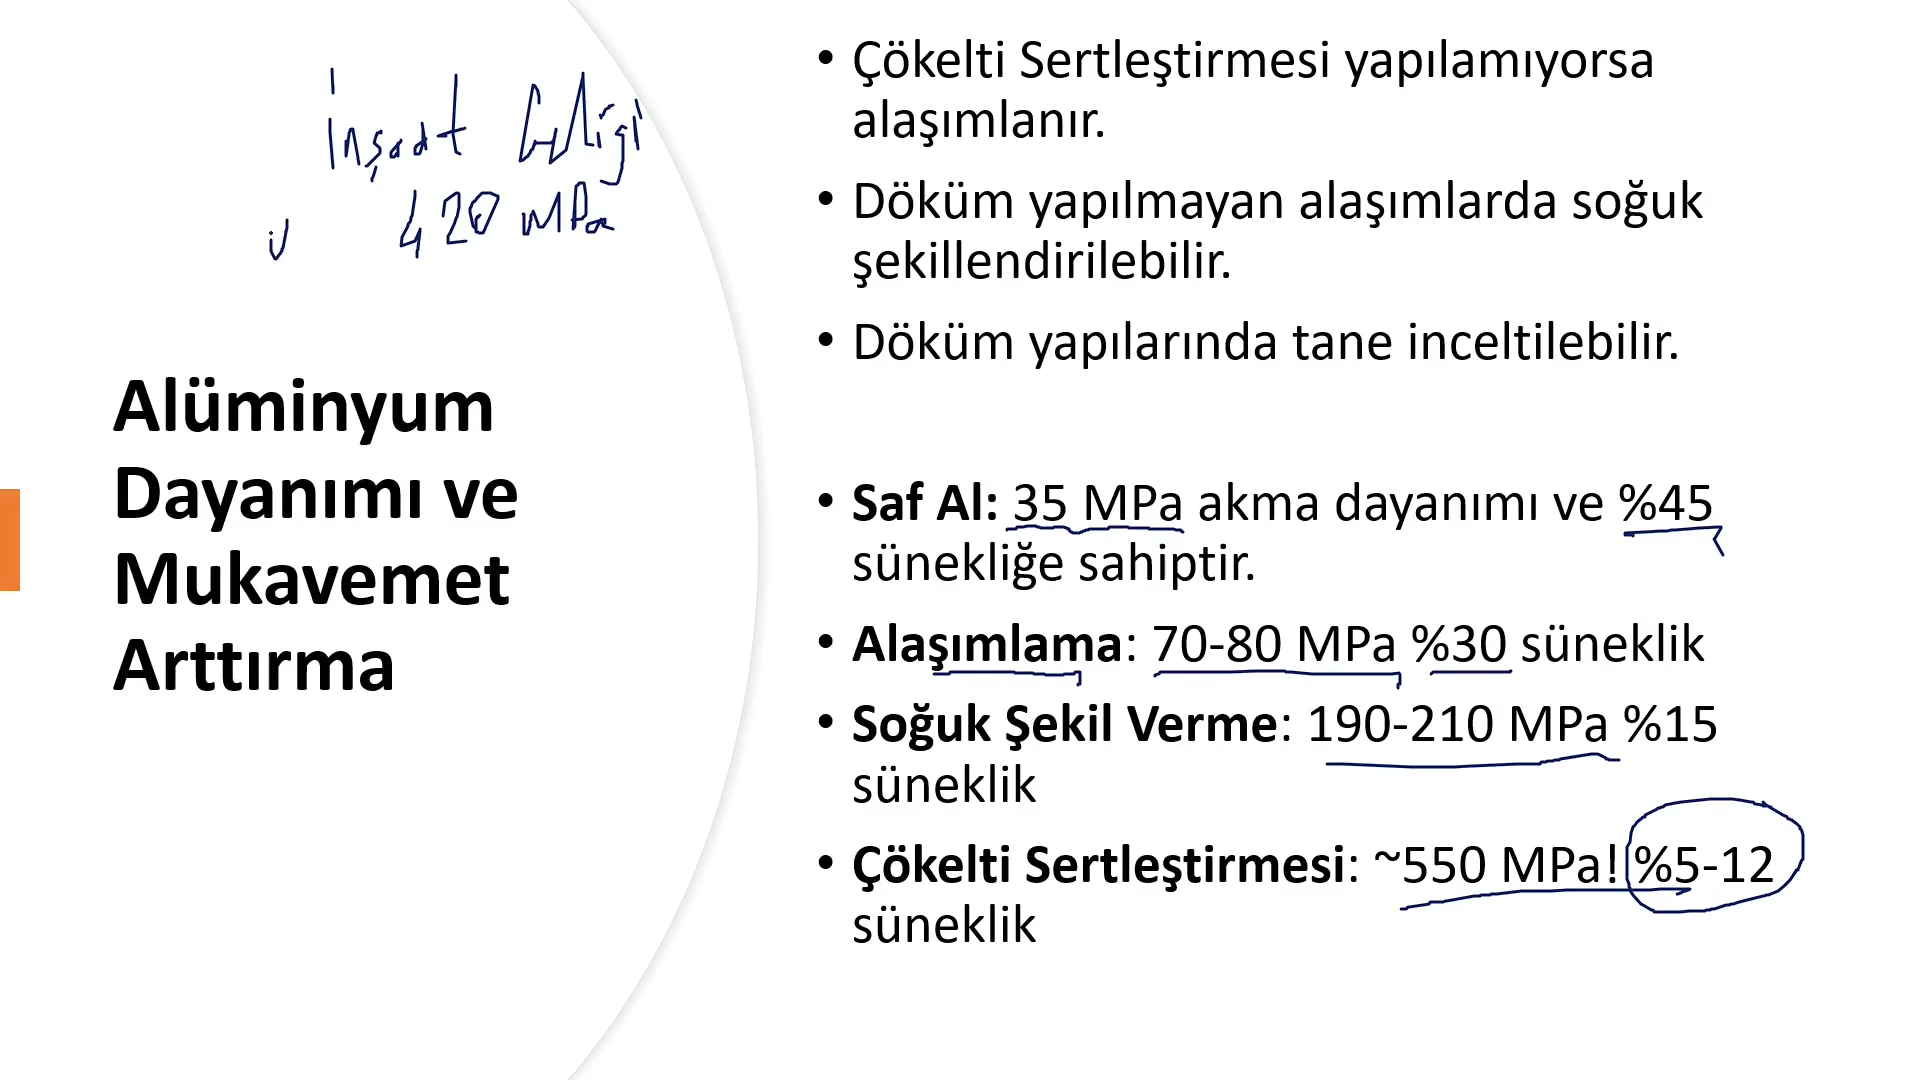 İnşaat Çeliği
420 MPa
Alüminyum
Dayanımı ve
Mukavemet
Arttırma
• Çökelti Sertleştirmesi yapılamıyorsa
alaşımlanır.
• Döküm yapılmayan alaşımlarda soğuk
şekillendirilebilir.
• Döküm yapılarında tane inceltilebilir.
• Saf Al: 35 MPa akma dayanımı ve %45
sünekliğe sahiptir.
• Alaşımlama: 70-80 MPa %30 süneklik
• Soğuk Şekil Verme: 190-210 MPa %15
süneklik
• Çökelti Sertleştirmesi: ~550 MPa! %5-12
süneklik